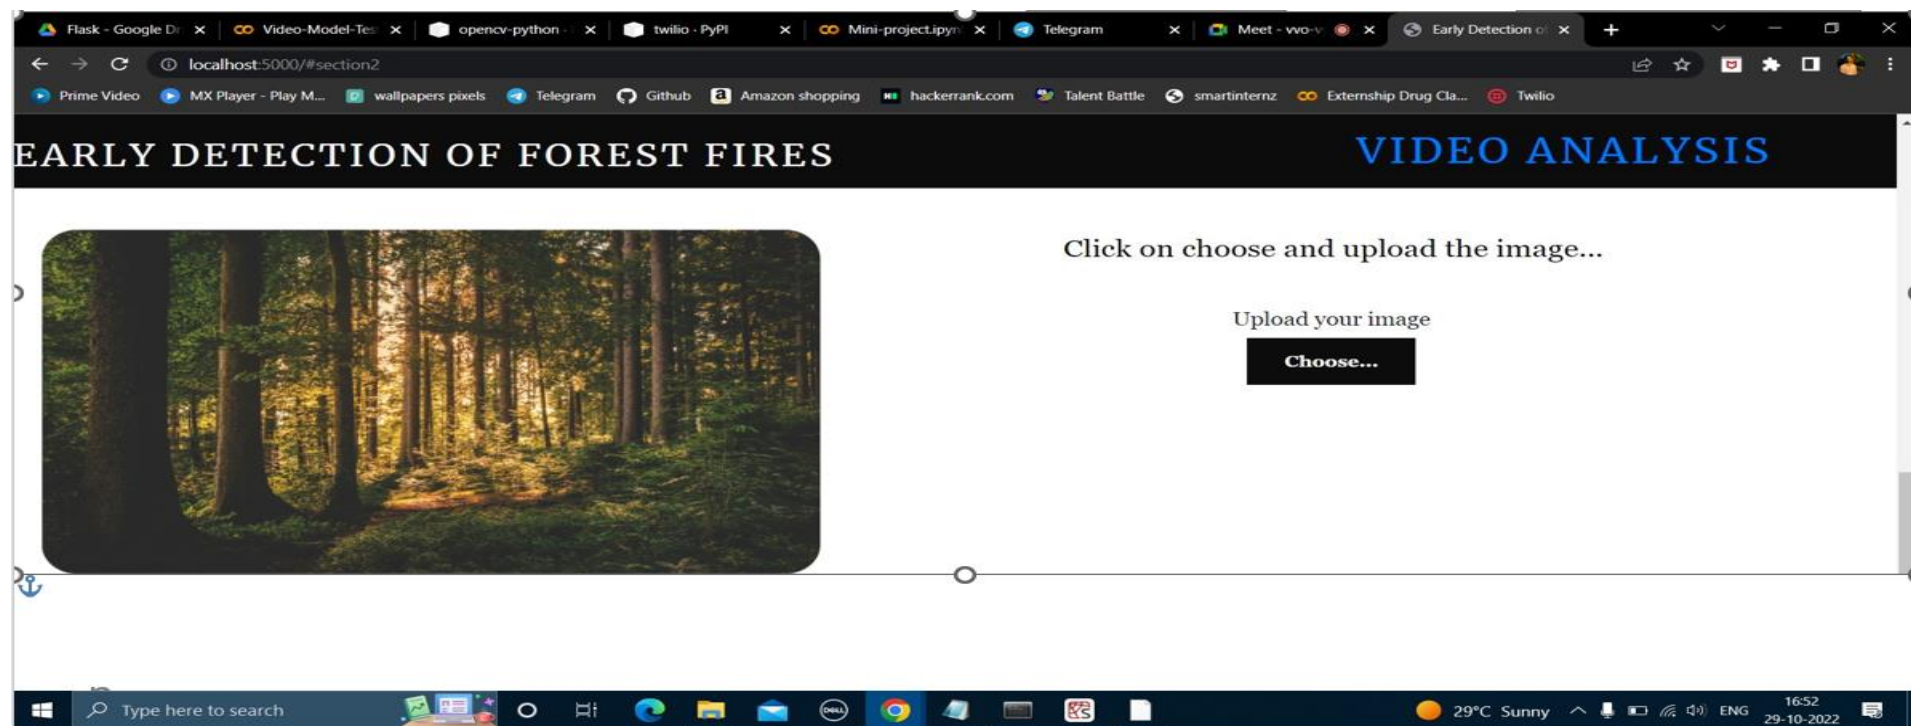 Flask - Google Dr
Video-Model-Tes
opencv-python -
twilio · PyPI
Mini-project.ipyn
Telegram
Meet - vvo-v
Early Detection of
localhost:5000/#section2
Prime Video
MX Player - Play M...
wallpapers pixels
Telegram
Github
Amazon shopping
hackerrank.com
Talent Battle
smartinternz
Externship Drug Cla...
Twilio
EARLY DETECTION OF FOREST FIRES
VIDEO ANALYSIS
Click on choose and upload the image...
Upload your image
Choose...
Type here to search
DELL
29°C Sunny
ENG
16:52
29-10-2022